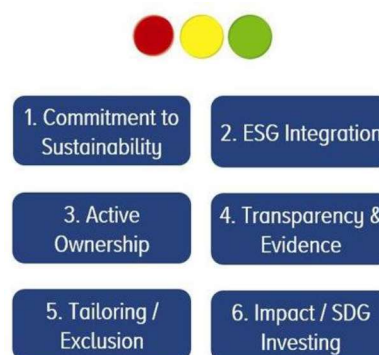 1. Commitment to
Sustainability
2. ESG Integration
3. Active
Ownership
4. Transparency &
Evidence
5. Tailoring /
Exclusion
6. Impact / SDG
Investing